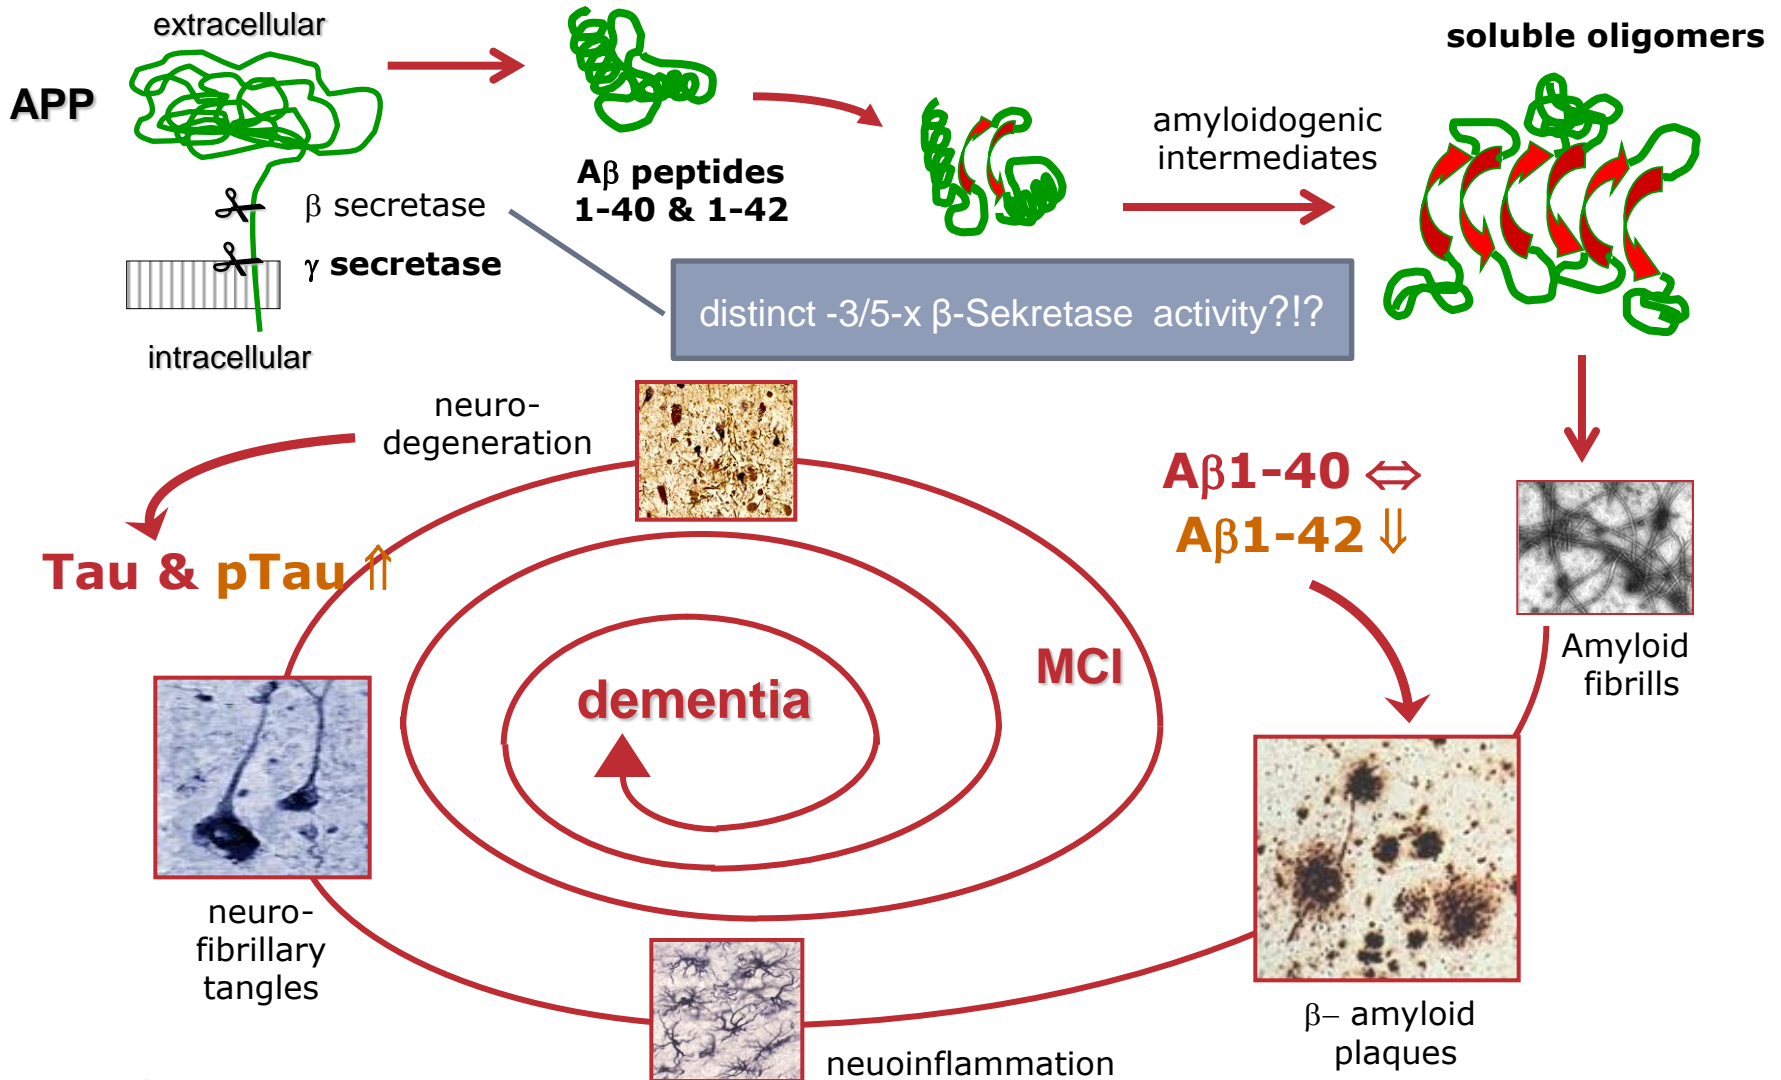 extracellular
APP
β secretase
γ secretase
intracellular
Aβ peptides
1-40 & 1-42
amyloidogenic
intermediates
soluble oligomers
distinct -3/5-x β-Sekretase activity?!?
neuro-
degeneration
Tau & pTau ⇑
Aβ1-40 ⇔
Aβ1-42 ⇓
Amyloid
fibrills
MCI
dementia
neuro-
fibrillary
tangles
neuoinflammation
β– amyloid
plaques